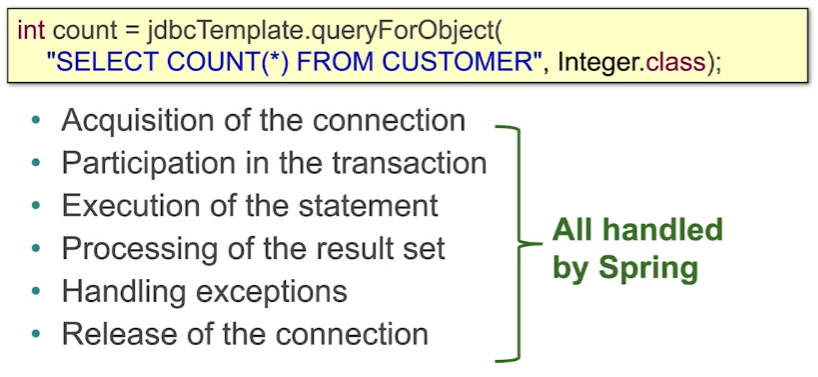 int count = jdbcTemplate.queryForObject(
"SELECT COUNT(*) FROM CUSTOMER", Integer.class);
• Acquisition of the connection
• Participation in the transaction
• Execution of the statement
• Processing of the result set
• Handling exceptions
• Release of the connection
All handled
by Spring